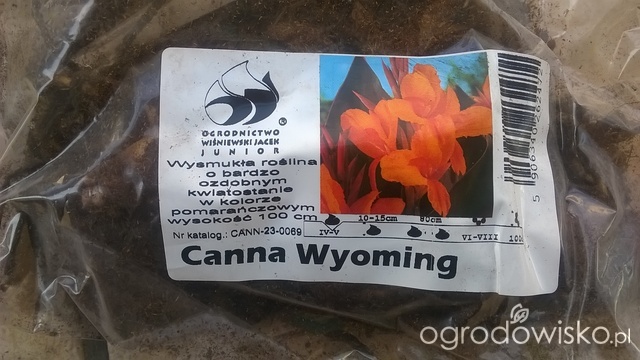 OGRODNICTWO
WIŚNIEWSKI JACEK
JUNIOR
®
Wysmukła roślina
o bardzo
ozdobnym
kwiatostanie
w kolorze
pomarańczowym
wysokość 100 cm
Nr katalog.: CANN-23-0069
10-15cm
80cm
IV-V
VI-VIII
Canna Wyoming
ogrodowisko.pl